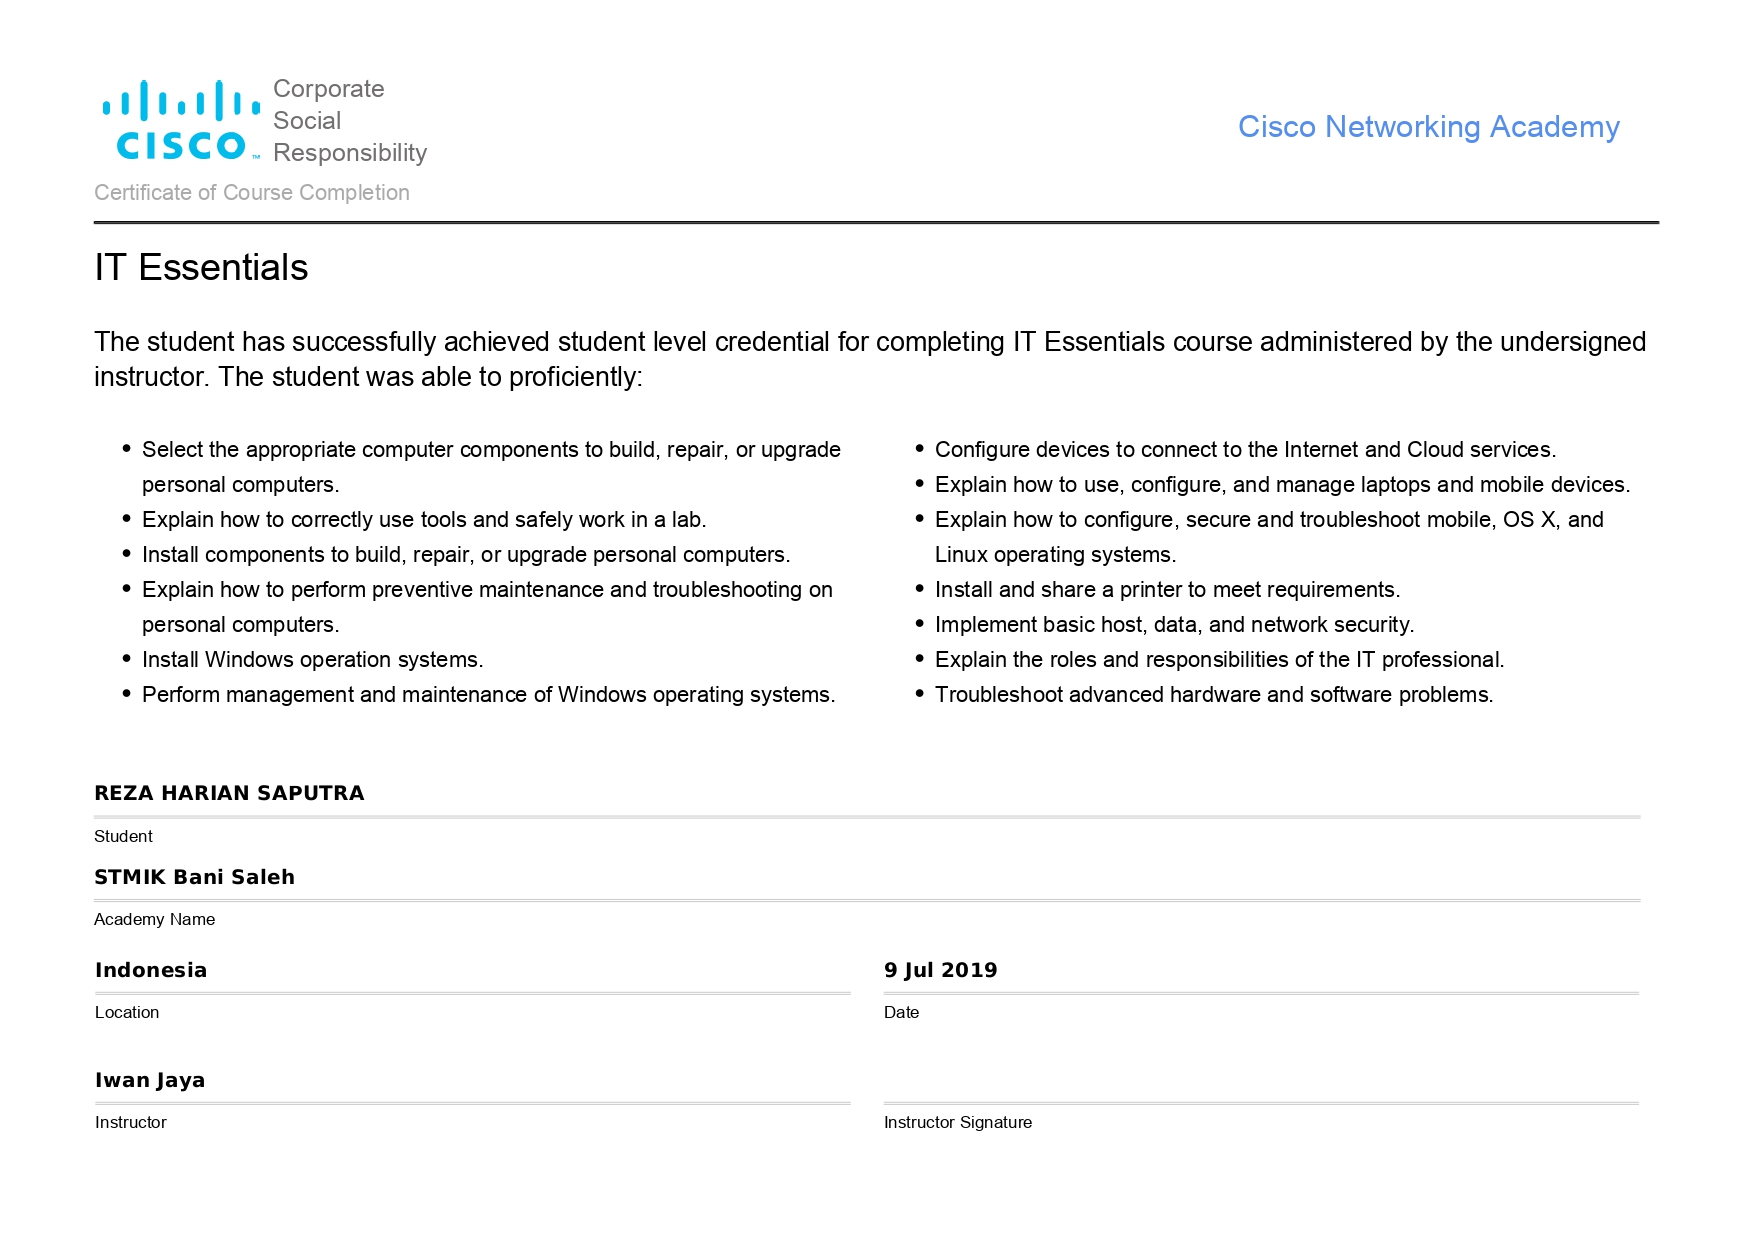 Corporate
Social
Responsibility
CISCO™
Cisco Networking Academy
Certificate of Course Completion
IT Essentials
The student has successfully achieved student level credential for completing IT Essentials course administered by the undersigned
instructor. The student was able to proficiently:
• Select the appropriate computer components to build, repair, or upgrade
personal computers.
• Explain how to correctly use tools and safely work in a lab.
• Install components to build, repair, or upgrade personal computers.
• Explain how to perform preventive maintenance and troubleshooting on
personal computers.
• Install Windows operation systems.
• Perform management and maintenance of Windows operating systems.
• Configure devices to connect to the Internet and Cloud services.
• Explain how to use, configure, and manage laptops and mobile devices.
• Explain how to configure, secure and troubleshoot mobile, OS X, and
Linux operating systems.
• Install and share a printer to meet requirements.
• Implement basic host, data, and network security.
• Explain the roles and responsibilities of the IT professional.
• Troubleshoot advanced hardware and software problems.
REZA HARIAN SAPUTRA
Student
STMIK Bani Saleh
Academy Name
Indonesia
Location
9 Jul 2019
Date
Iwan Jaya
Instructor
Instructor Signature